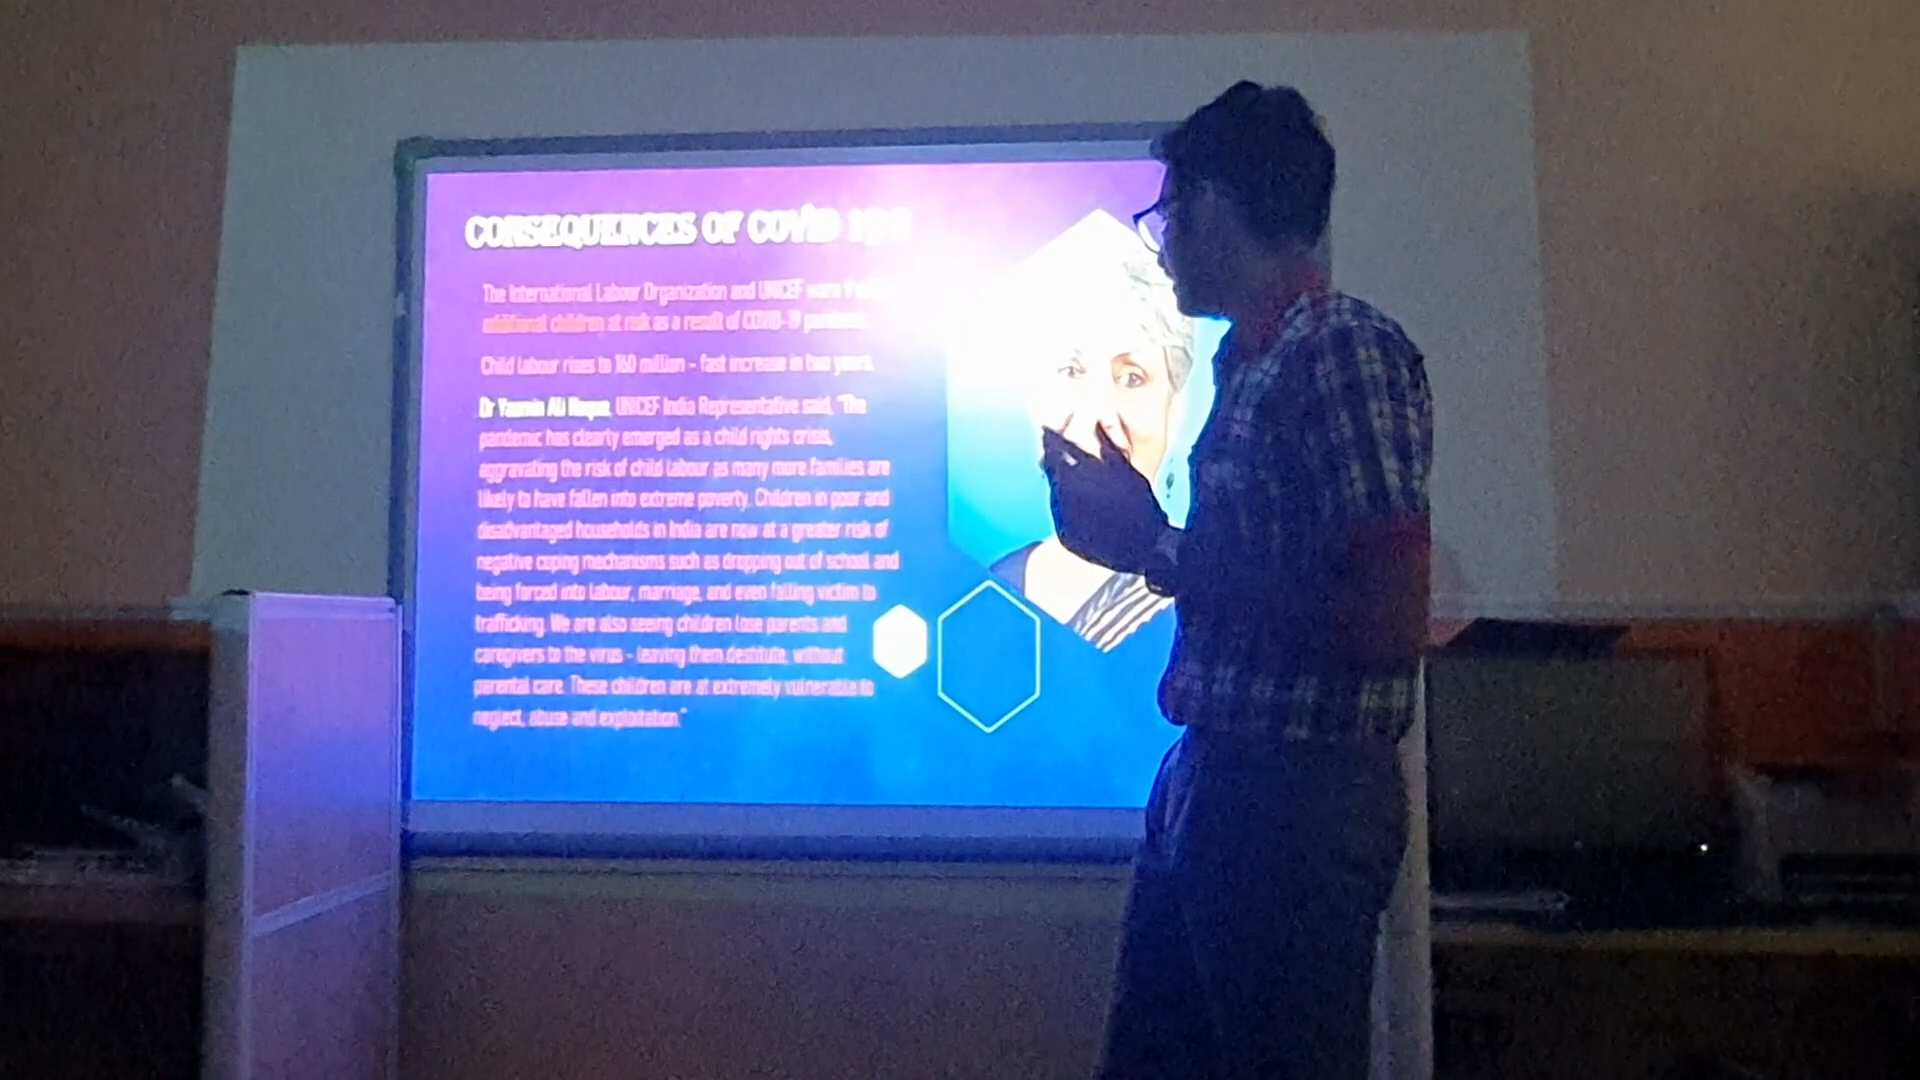 CONSEQUENCES OF COVID
The International Labour Organization and UNICEF warn 9
additional children at risk as a result of COVID-19
Child labour rises to 160 million - fast increase in two years.
Dr Yasmin Ali Haque, UNICEF India Representative said, "The
pandemic has clearly emerged as a child rights crisis,
aggravating the risk of child labour as many more families are
likely to have fallen into extreme poverty. Children in poor and
disadvantaged households in India are now at a greater risk of
negative coping mechanisms such as dropping out of school and
being forced into labour, marriage, and even falling victim to
trafficking. We are also seeing children lose parents and
caregivers to the virus - leaving them destitute, without
parental care. These children are at extremely vulnerable to
neglect, abuse and exploitation."